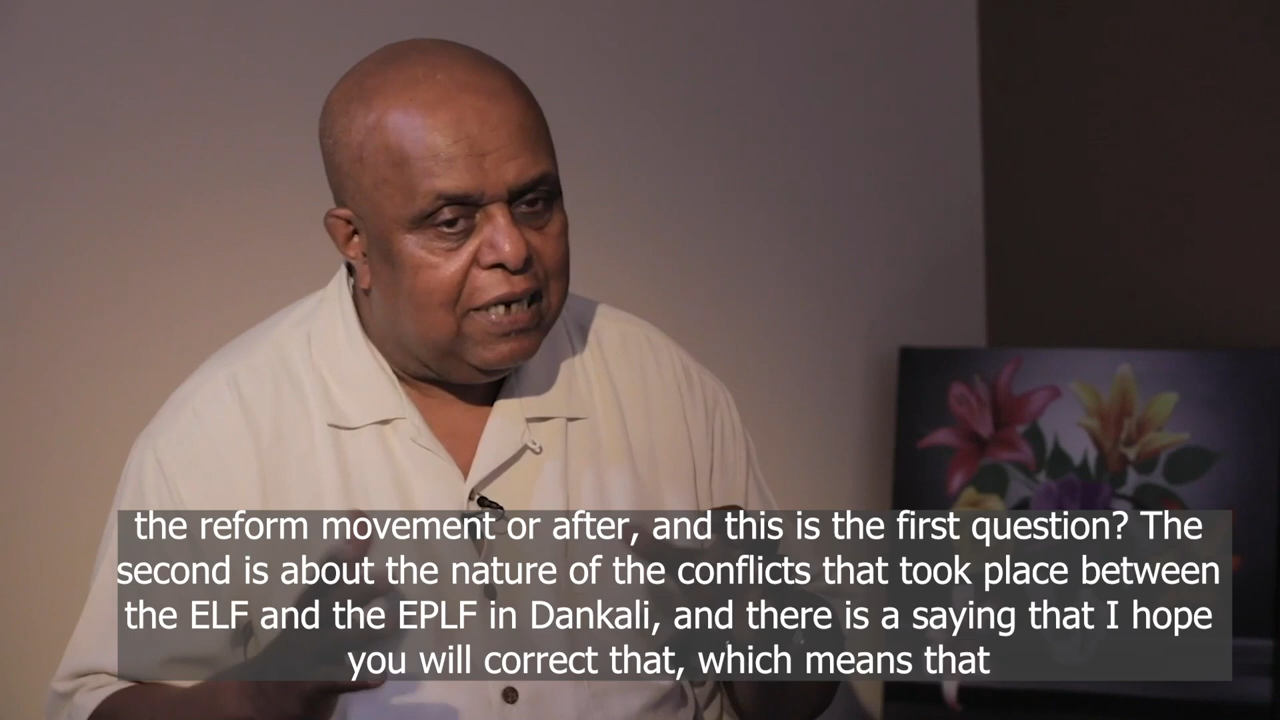 the reform movement or after, and this is the first question? The
second is about the nature of the conflicts that took place between
the ELF and the EPLF in Dankali, and there is a saying that I hope
you will correct that, which means that